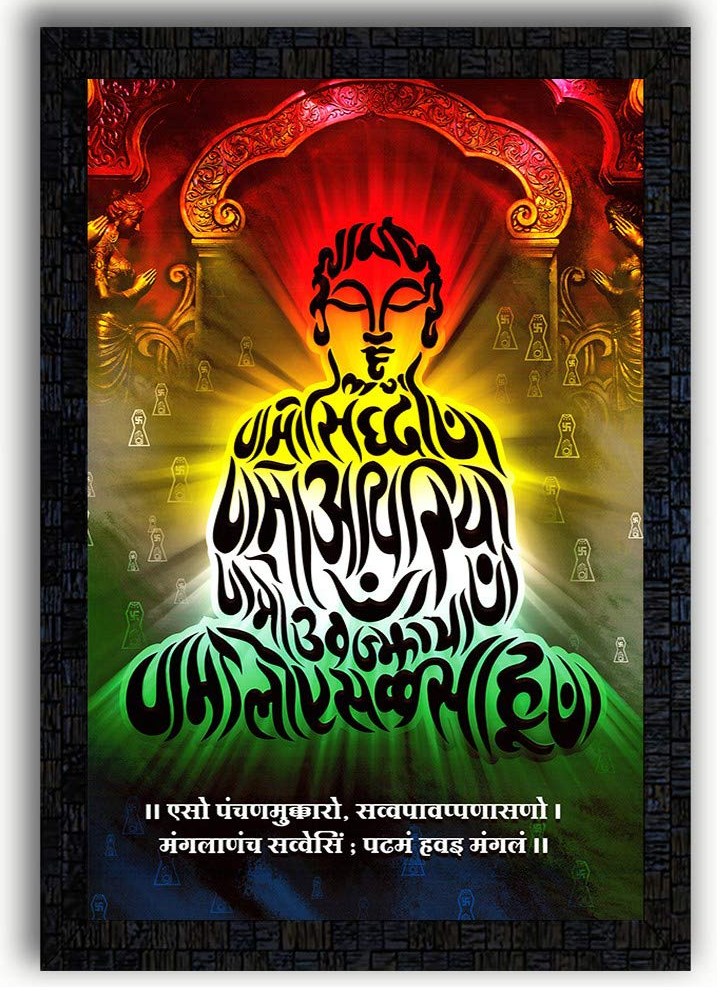 णमो सिद्धाणं
णमो आयरियाणं
णमो उवज्झायाणं
णमो लोए सव्व साहूणं
॥ एसो पंचणमुक्कारो, सव्वपावप्पणासणो ।
मंगलाणंच सव्वेसिं ; पढमं हवइ मंगलं ॥